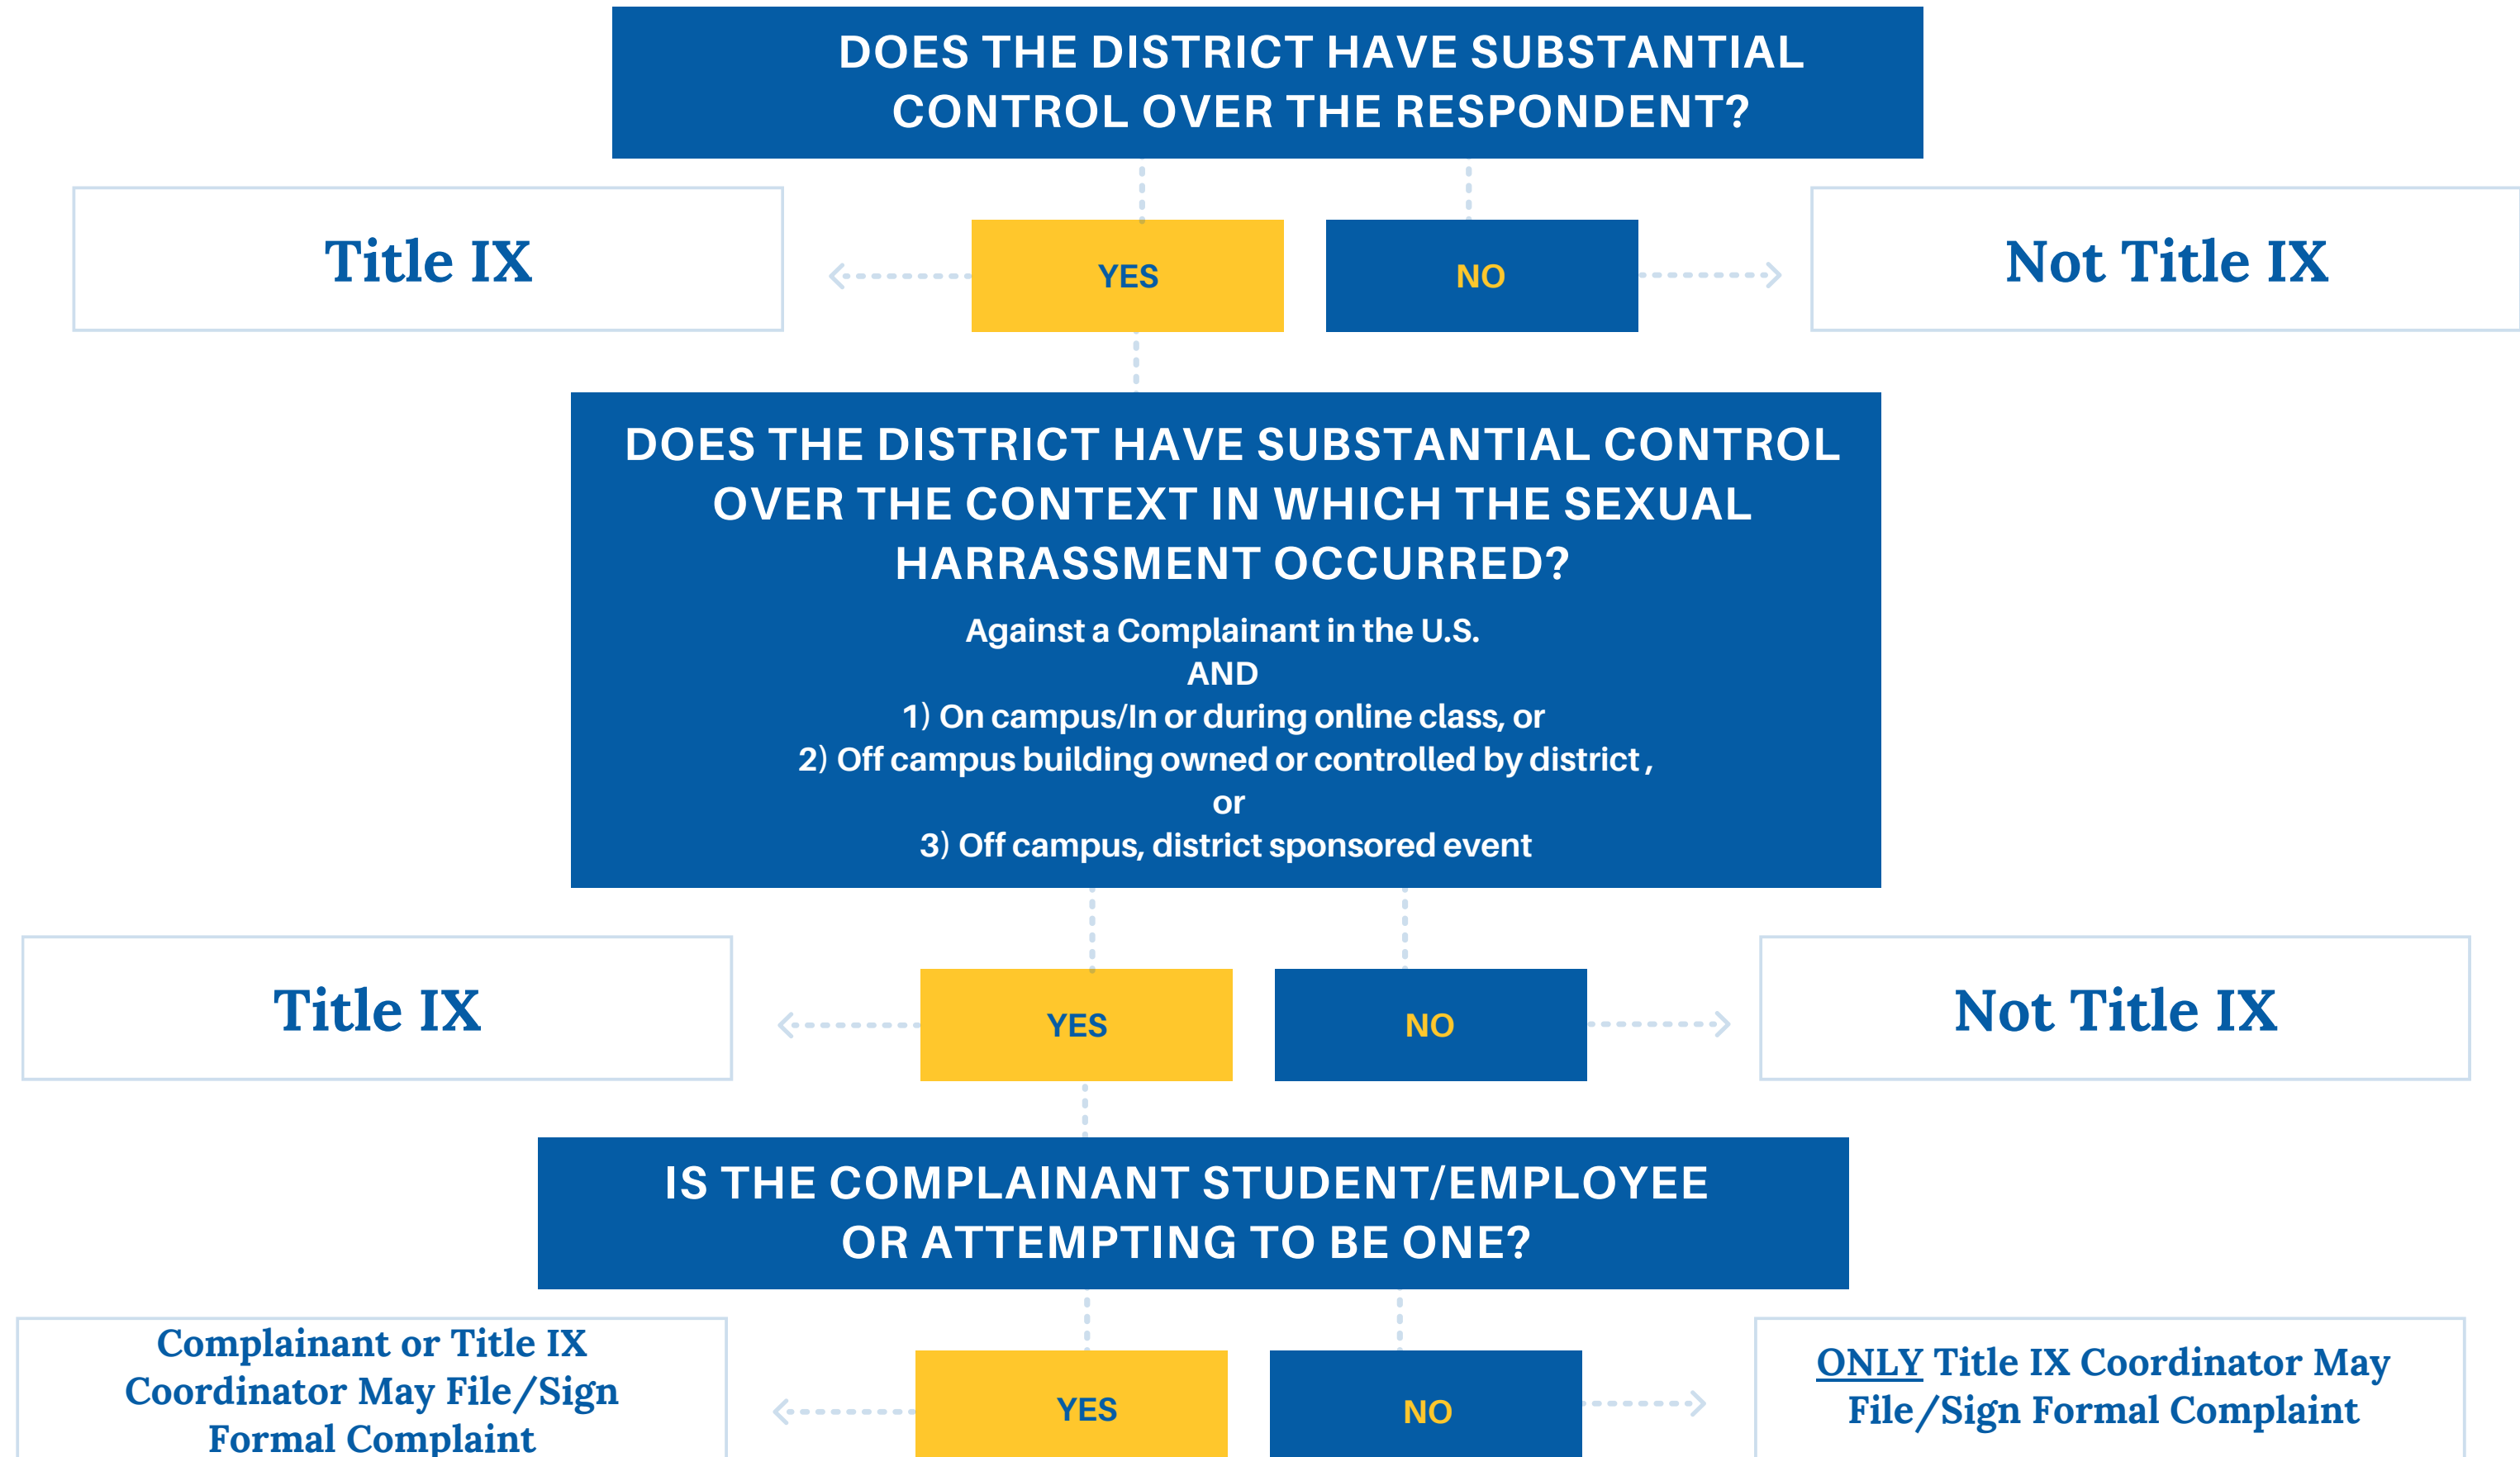 DOES THE DISTRICT HAVE SUBSTANTIAL
CONTROL OVER THE RESPONDENT?
Title IX
YES
NO
Not Title IX
DOES THE DISTRICT HAVE SUBSTANTIAL CONTROL
OVER THE CONTEXT IN WHICH THE SEXUAL
HARRASSMENT OCCURRED?
Against a Complainant in the U.S.
AND
1) On campus/In or during online class, or
2) Off campus building owned or controlled by district ,
or
3) Off campus, district sponsored event
Title IX
YES
NO
Not Title IX
IS THE COMPLAINANT STUDENT/EMPLOYEE
OR ATTEMPTING TO BE ONE?
Complainant or Title IX
Coordinator May File/Sign
Formal Complaint
YES
NO
ONLY Title IX Coordinator May
File/Sign Formal Complaint